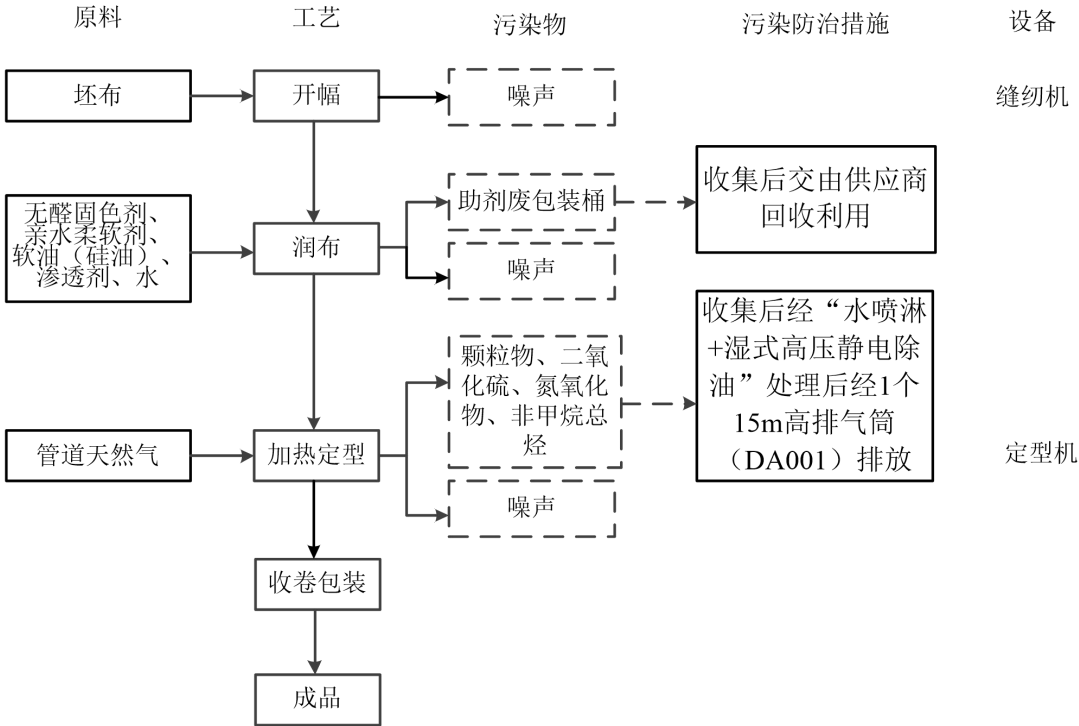 原料
工艺
污染物
污染防治措施
设备
坯布
开幅
噪声
缝纫机
无醛固色剂、
亲水柔软剂、
软油（硅油）、
渗透剂、水
润布
助剂废包装桶
噪声
收集后交由供应商
回收利用
管道天然气
加热定型
颗粒物、二氧
化硫、氮氧化
物、非甲烷总
烃
噪声
收集后经“水喷淋
+湿式高压静电除
油”处理后经1个
15m高排气筒
（DA001）排放
定型机
收卷包装
成品